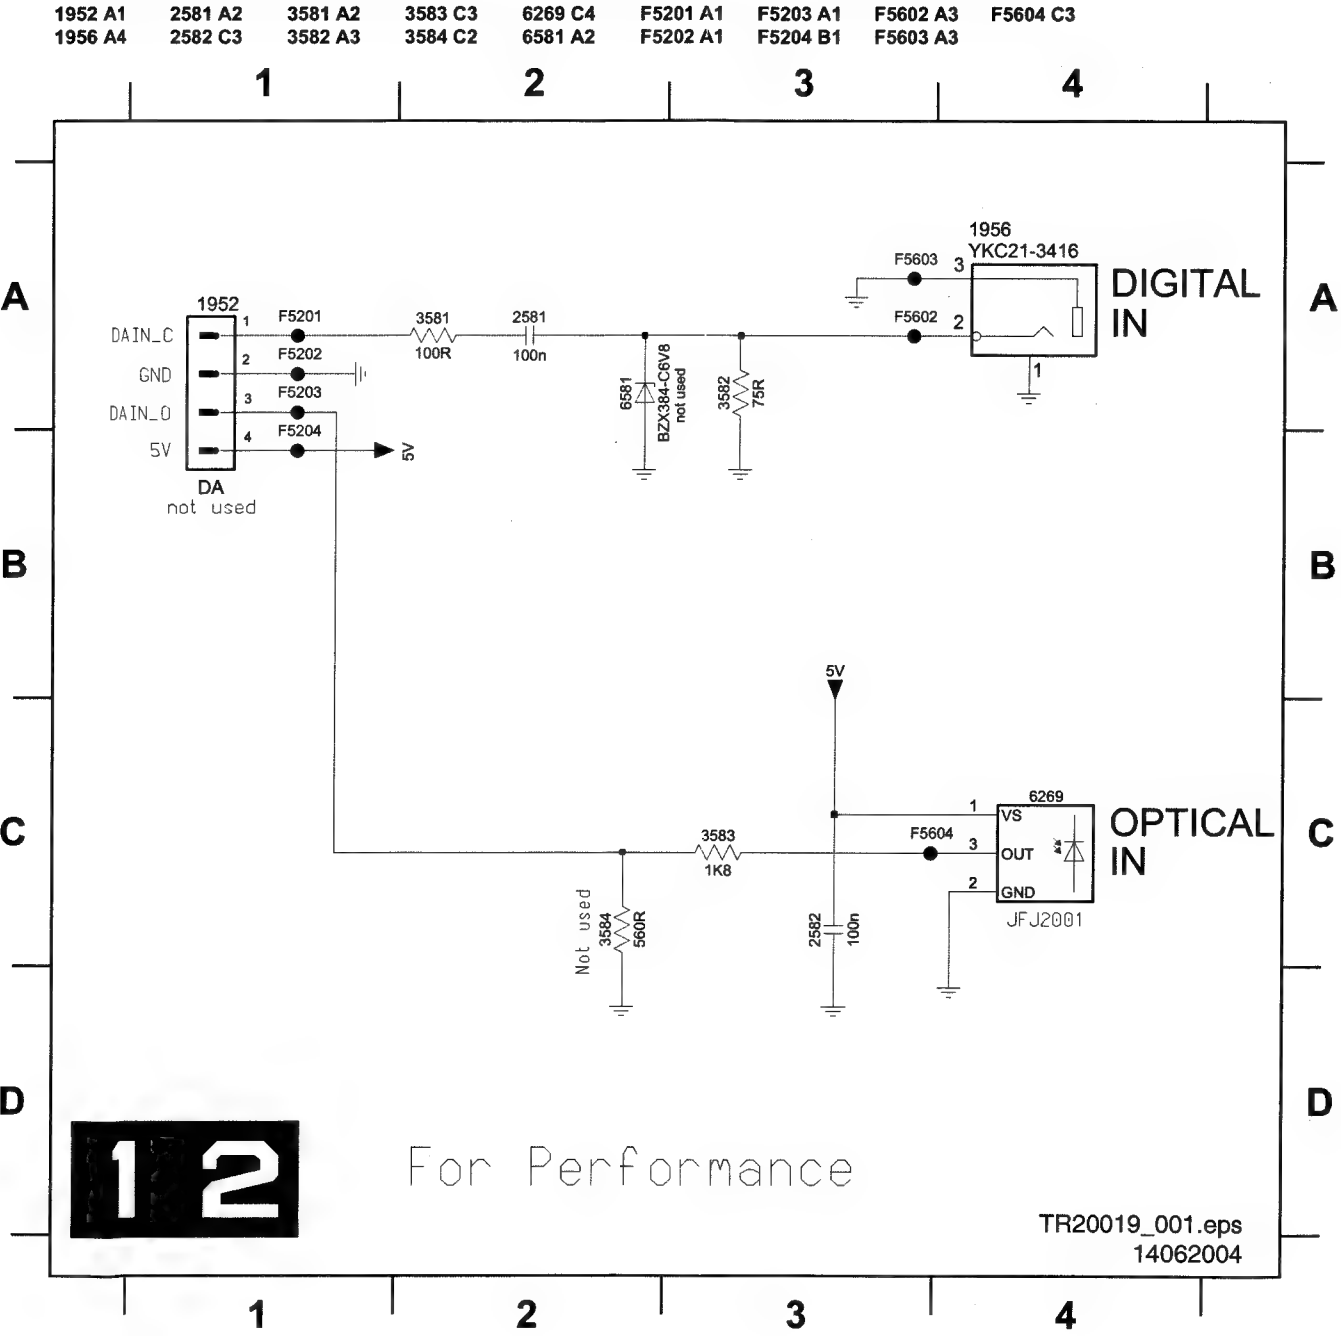 1952 A1 2581 A2 3581 A2 3583 C3 6269 C4 F5201 A1 F5203 A1 F5602 A3 F5604 C3
1956 A4 2582 C3 3582 A3 3584 C2 6581 A2 F5202 A1 F5204 B1 F5603 A3
1 2 3 4
1956
YKC21-3416
F5603 3
DIGITAL
IN
A A
1952
1 F5201
3581
2581
F5602 2
DAIN_C
100R
100n
2 F5202
GND
6581
BZX384-C6V8
not used
3582
75R
1
3 F5203
DAIN_O
4 F5204
5V
5V
DA
not used
B B
5V
6269
1 VS
OPTICAL
IN
C C
3583
1K8
F5604 3 OUT
2 GND
JFJ2001
Not used
3584
560R
2582
100n
D D
12
For Performance
TR20019_001.eps
14062004
1 2 3 4